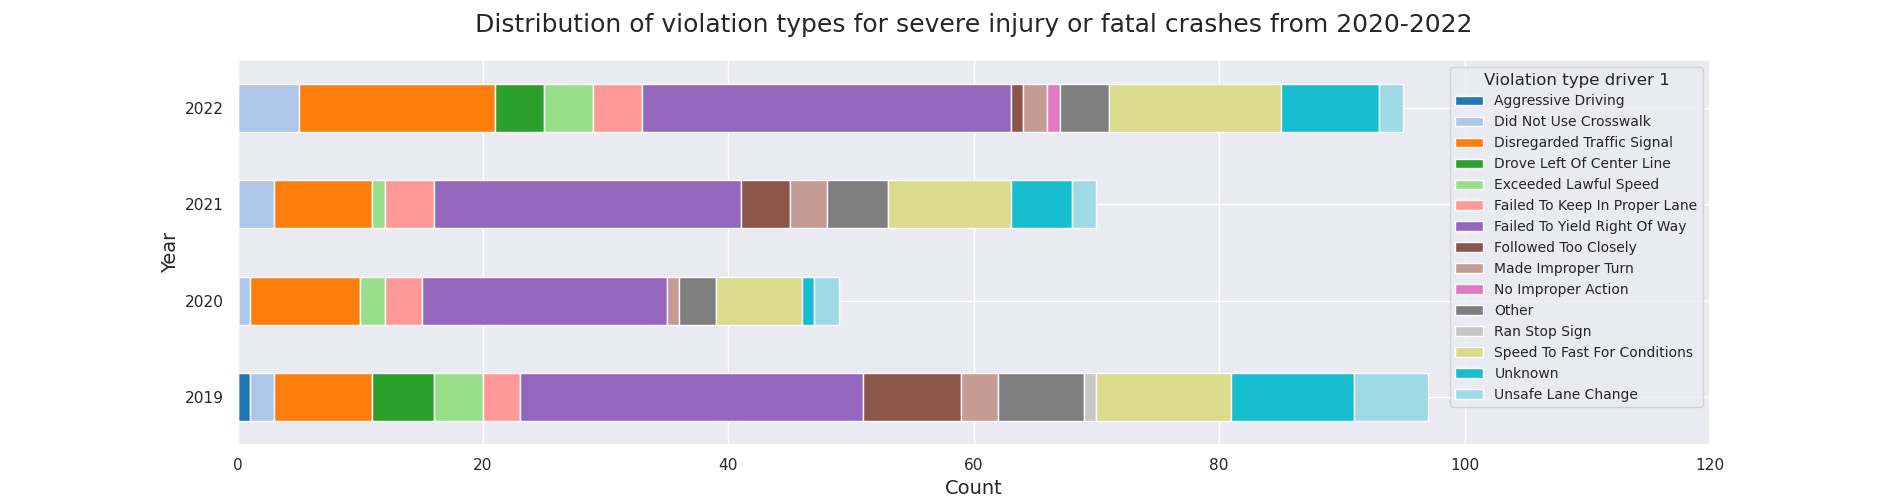 Distribution of violation types for severe injury or fatal crashes from 2020-2022
Year
2022
2021
2020
2019
0 20 40 60 80 100 120
Count
Violation type driver 1
Aggressive Driving
Did Not Use Crosswalk
Disregarded Traffic Signal
Drove Left Of Center Line
Exceeded Lawful Speed
Failed To Keep In Proper Lane
Failed To Yield Right Of Way
Followed Too Closely
Made Improper Turn
No Improper Action
Other
Ran Stop Sign
Speed To Fast For Conditions
Unknown
Unsafe Lane Change